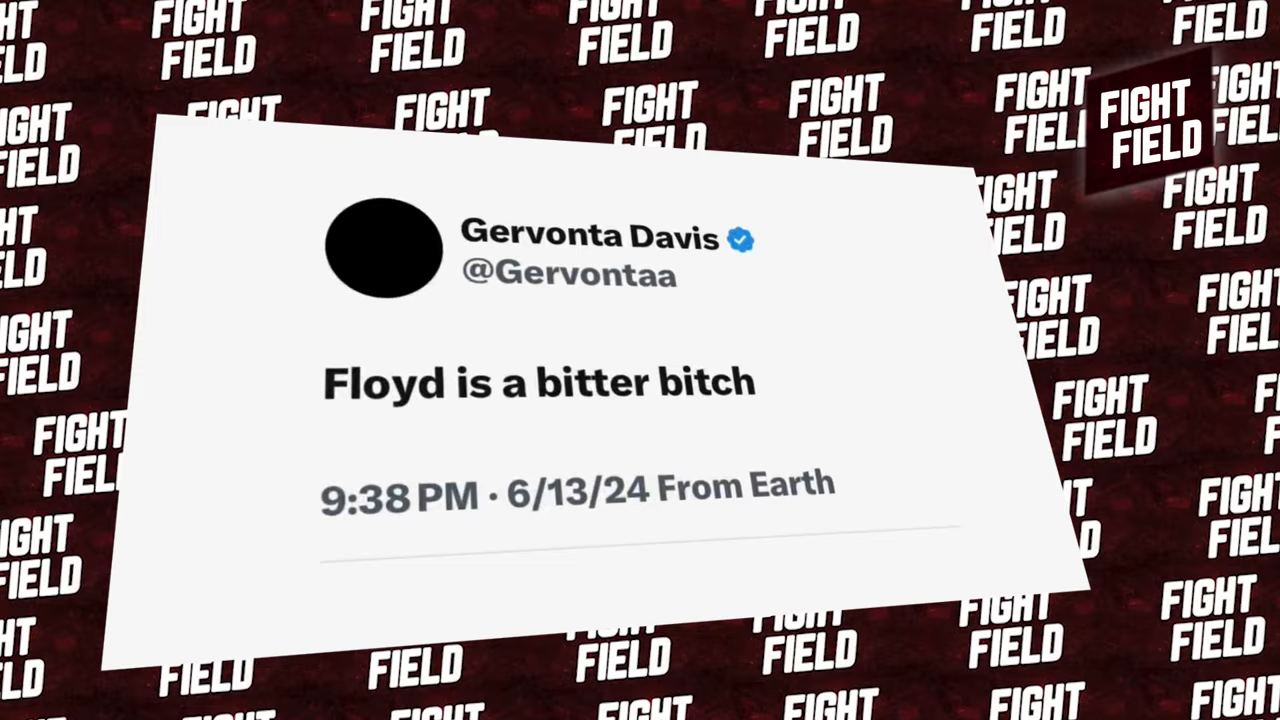 FIGHT
FIELD
Gervonta Davis
@Gervontaa
Floyd is a bitter bitch
9:38 PM · 6/13/24 From Earth